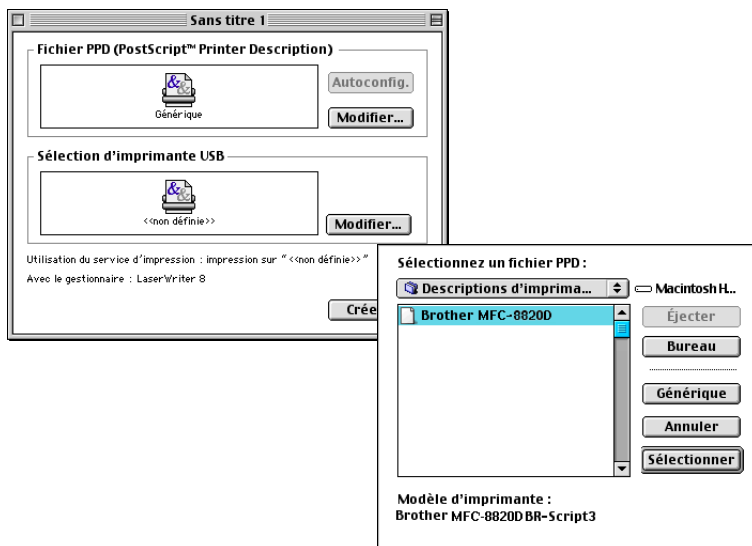 Sans titre 1
Fichier PPD (PostScript™ Printer Description)
Générique
Autoconfig.
Modifier...
Sélection d'imprimante USB
<<non définie>>
Modifier...
Utilisation du service d'impression : impression sur "<<non définie>>"
Avec le gestionnaire : LaserWriter 8
Crée
Sélectionnez un fichier PPD :
Descriptions d'imprima...
Macintosh H...
Brother MFC-8820D
Éjecter
Bureau
Générique
Annuler
Sélectionner
Modèle d'imprimante :
Brother MFC-8820D BR-Script3